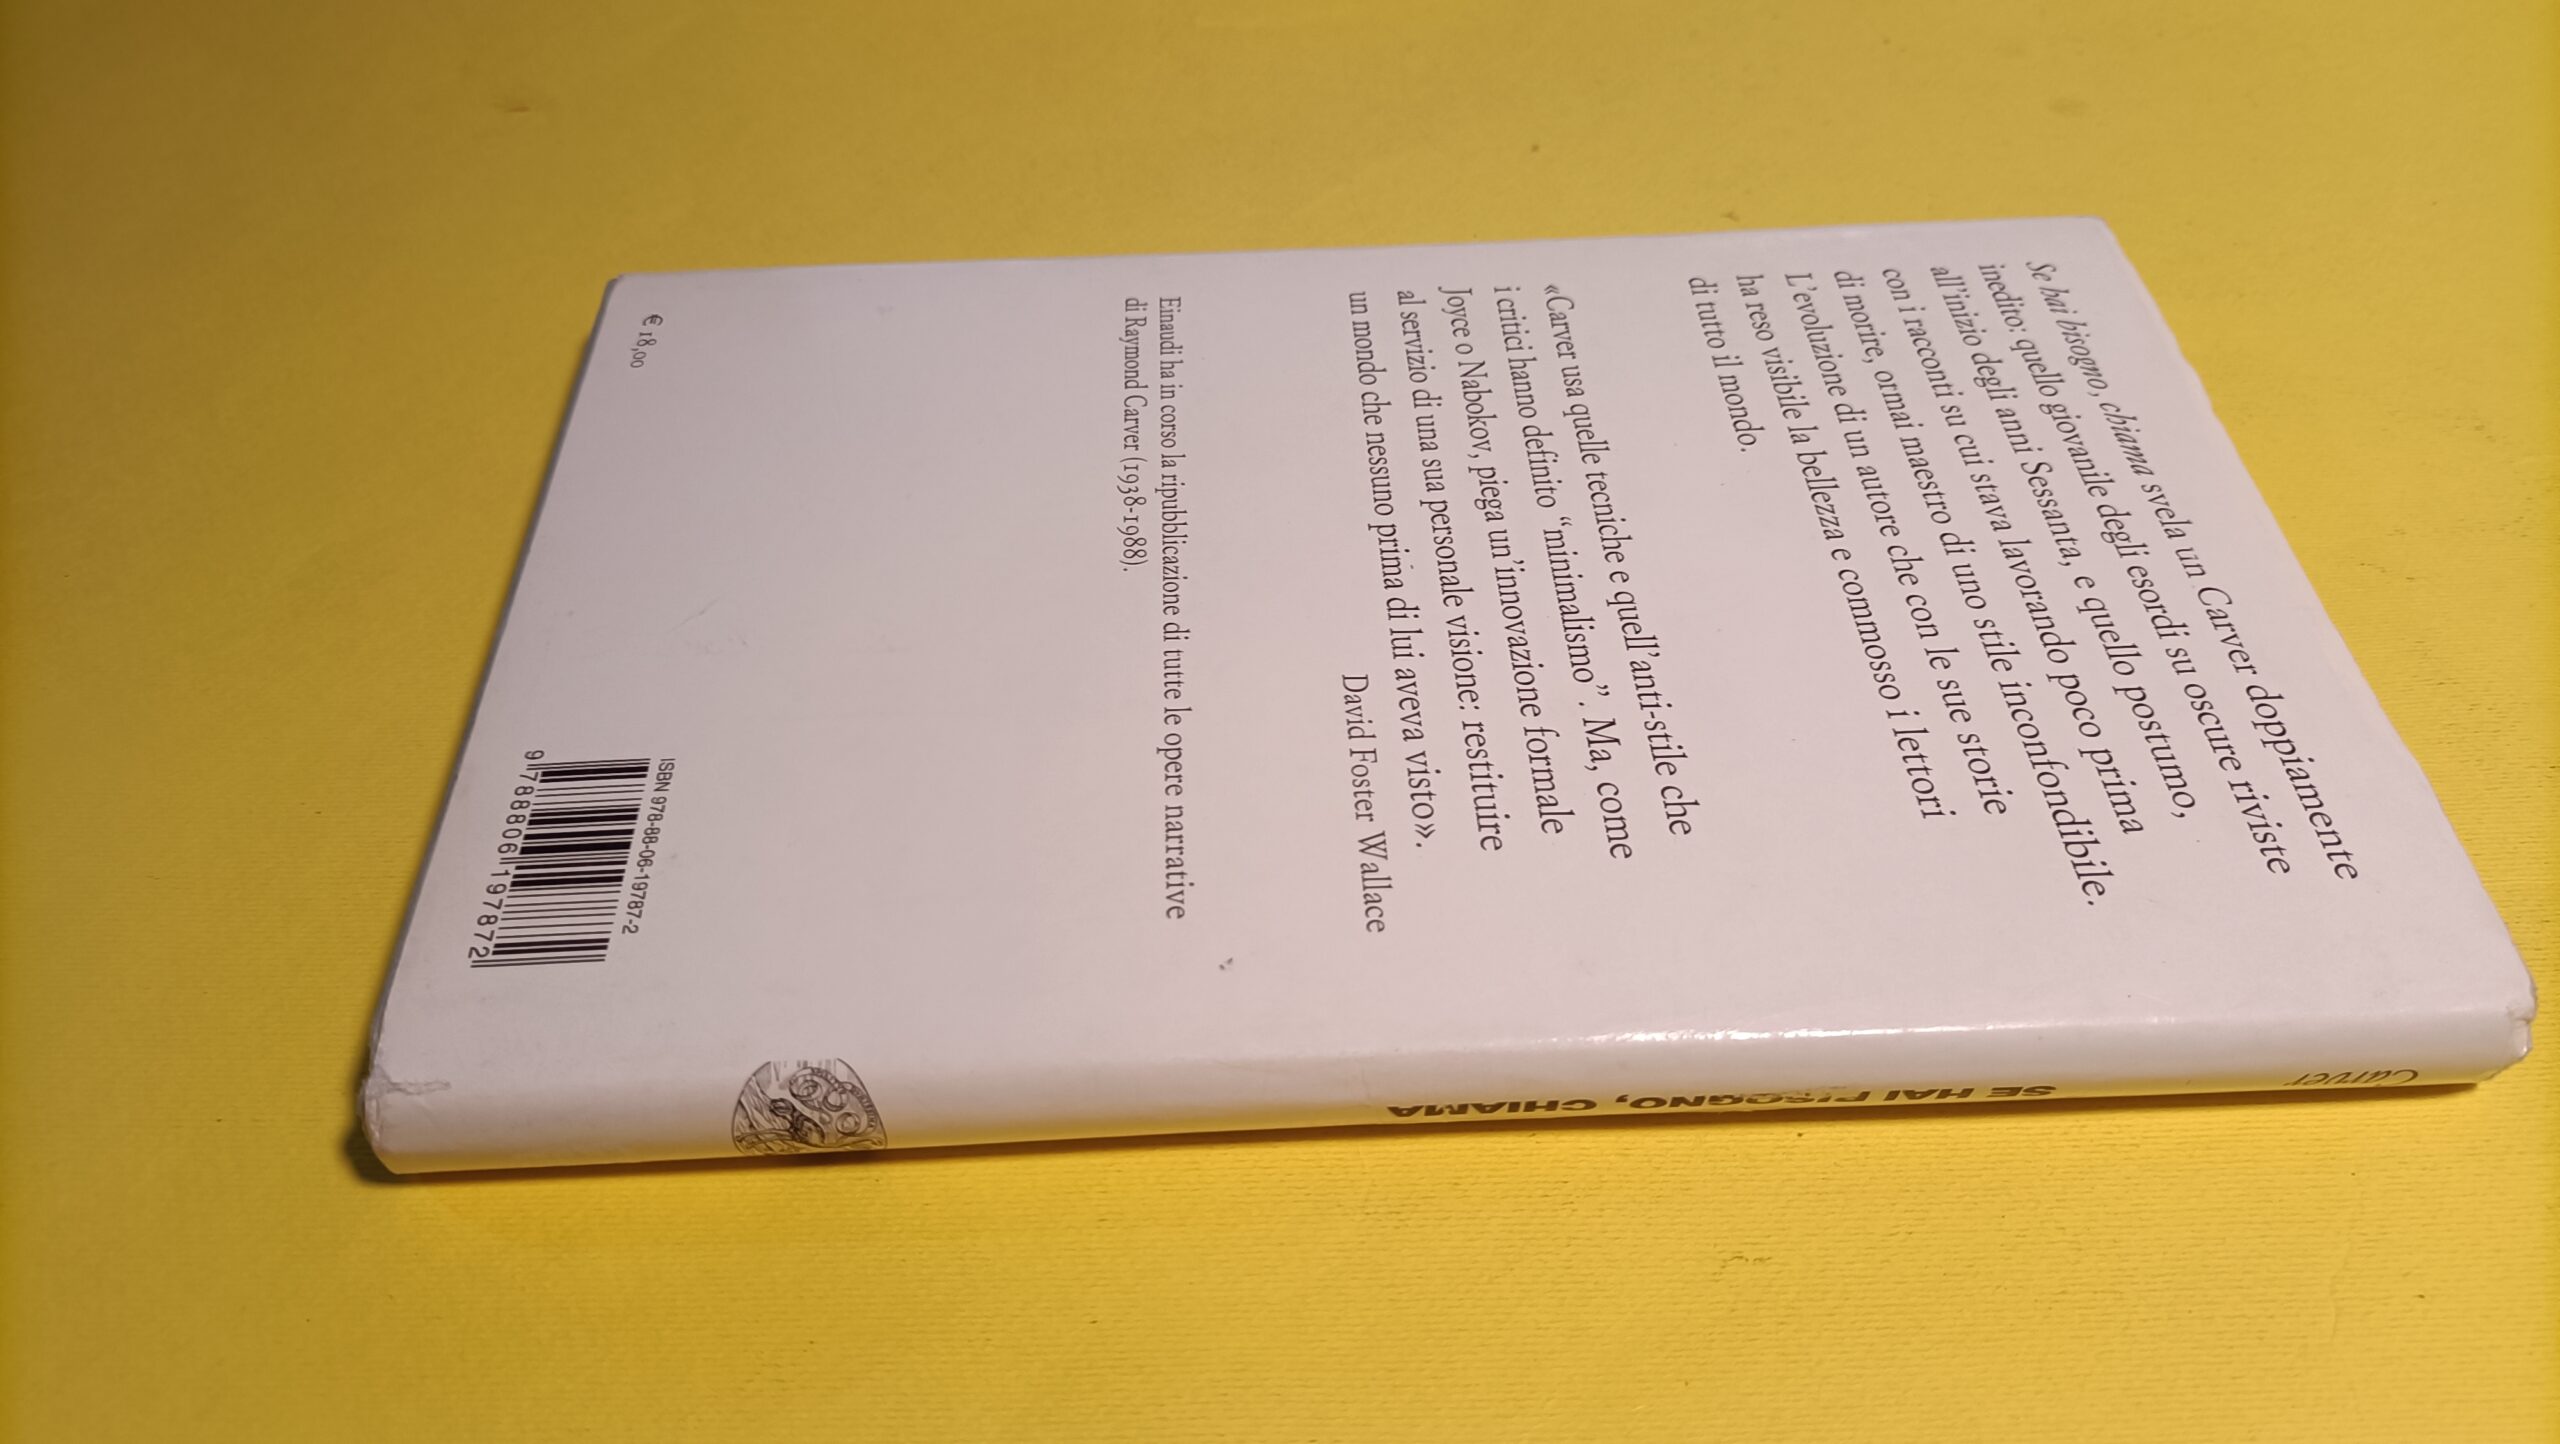 Se hai bisogno, chiama svela un Carver doppiamente
inedito: quello giovanile degli esordi su oscure riviste
all'inizio degli anni Sessanta, e quello postumo,
con i racconti su cui stava lavorando poco prima
di morire, ormai maestro di uno stile inconfondibile.
L'evoluzione di un autore che con le sue storie
ha reso visibile la bellezza e commosso i lettori
di tutto il mondo.
«Carver usa quelle tecniche e quell'anti-stile che
i critici hanno definito “minimalismo”. Ma, come
Joyce o Nabokov, piega un'innovazione formale
al servizio di una sua personale visione: restituire
un mondo che nessuno prima di lui aveva visto».
David Foster Wallace
Einaudi ha in corso la ripubblicazione di tutte le opere narrative
di Raymond Carver (1938-1988).
€ 18,00
ISBN 978-88-06-19787-2
9 788806 197872
Carver
SE HAI BISOGNO, CHIAMA